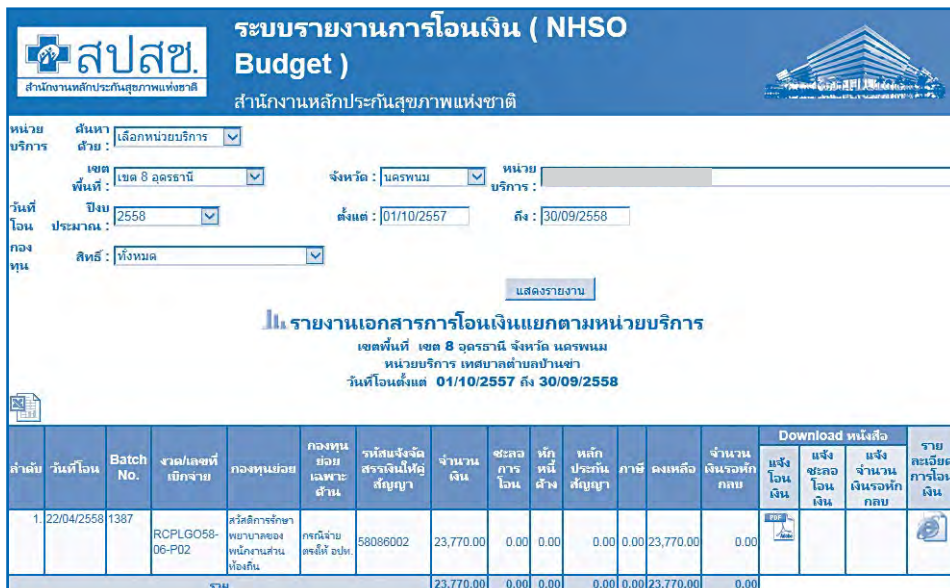 สปสช.
สำนักงานหลักประกันสุขภาพแห่งชาติ
ระบบรายงานการโอนเงิน ( NHSO
Budget )
สำนักงานหลักประกันสุขภาพแห่งชาติ
หน่วยบริการ ค้นหาด้วย : เลือกหน่วยบริการ
เขตพื้นที่ : เขต 8 อุดรธานี จังหวัด : นครพนม หน่วยบริการ :
วันที่โอน ปีงบประมาณ : 2558 ตั้งแต่ : 01/10/2557 ถึง : 30/09/2558
กองทุน สิทธิ์ : ทั้งหมด
แสดงรายงาน
รายงานเอกสารการโอนเงินแยกตามหน่วยบริการ
เขตพื้นที่ เขต 8 อุดรธานี จังหวัด นครพนม
หน่วยบริการ เทศบาลตำบลบ้านข่า
วันที่โอนตั้งแต่ 01/10/2557 ถึง 30/09/2558
ลำดับ วันที่โอน Batch No. งวด/เลขที่เบิกจ่าย กองทุนย่อย กองทุนย่อยเฉพาะด้าน รหัสแจ้งจัดสรรเงินให้คู่สัญญา จำนวนเงิน ชะลอการโอน หักหนี้ค้าง หลักประกันสัญญา ภาษี คงเหลือ จำนวนเงินรอหักกลบ Download หนังสือ แจ้งโอนเงิน แจ้งชะลอโอนเงิน แจ้งจำนวนเงินรอหักกลบ รายละเอียดการโอนเงิน
1. 22/04/2558 1387 RCPLGO58-06-P02 สวัสดิการรักษาพยาบาลของพนักงานส่วนท้องถิ่น กรณีจ่ายตรงให้ อปท. 58086002 23,770.00 0.00 0.00 0.00 0.00 23,770.00 0.00
รวม 23,770.00 0.00 0.00 0.00 0.00 23,770.00 0.00